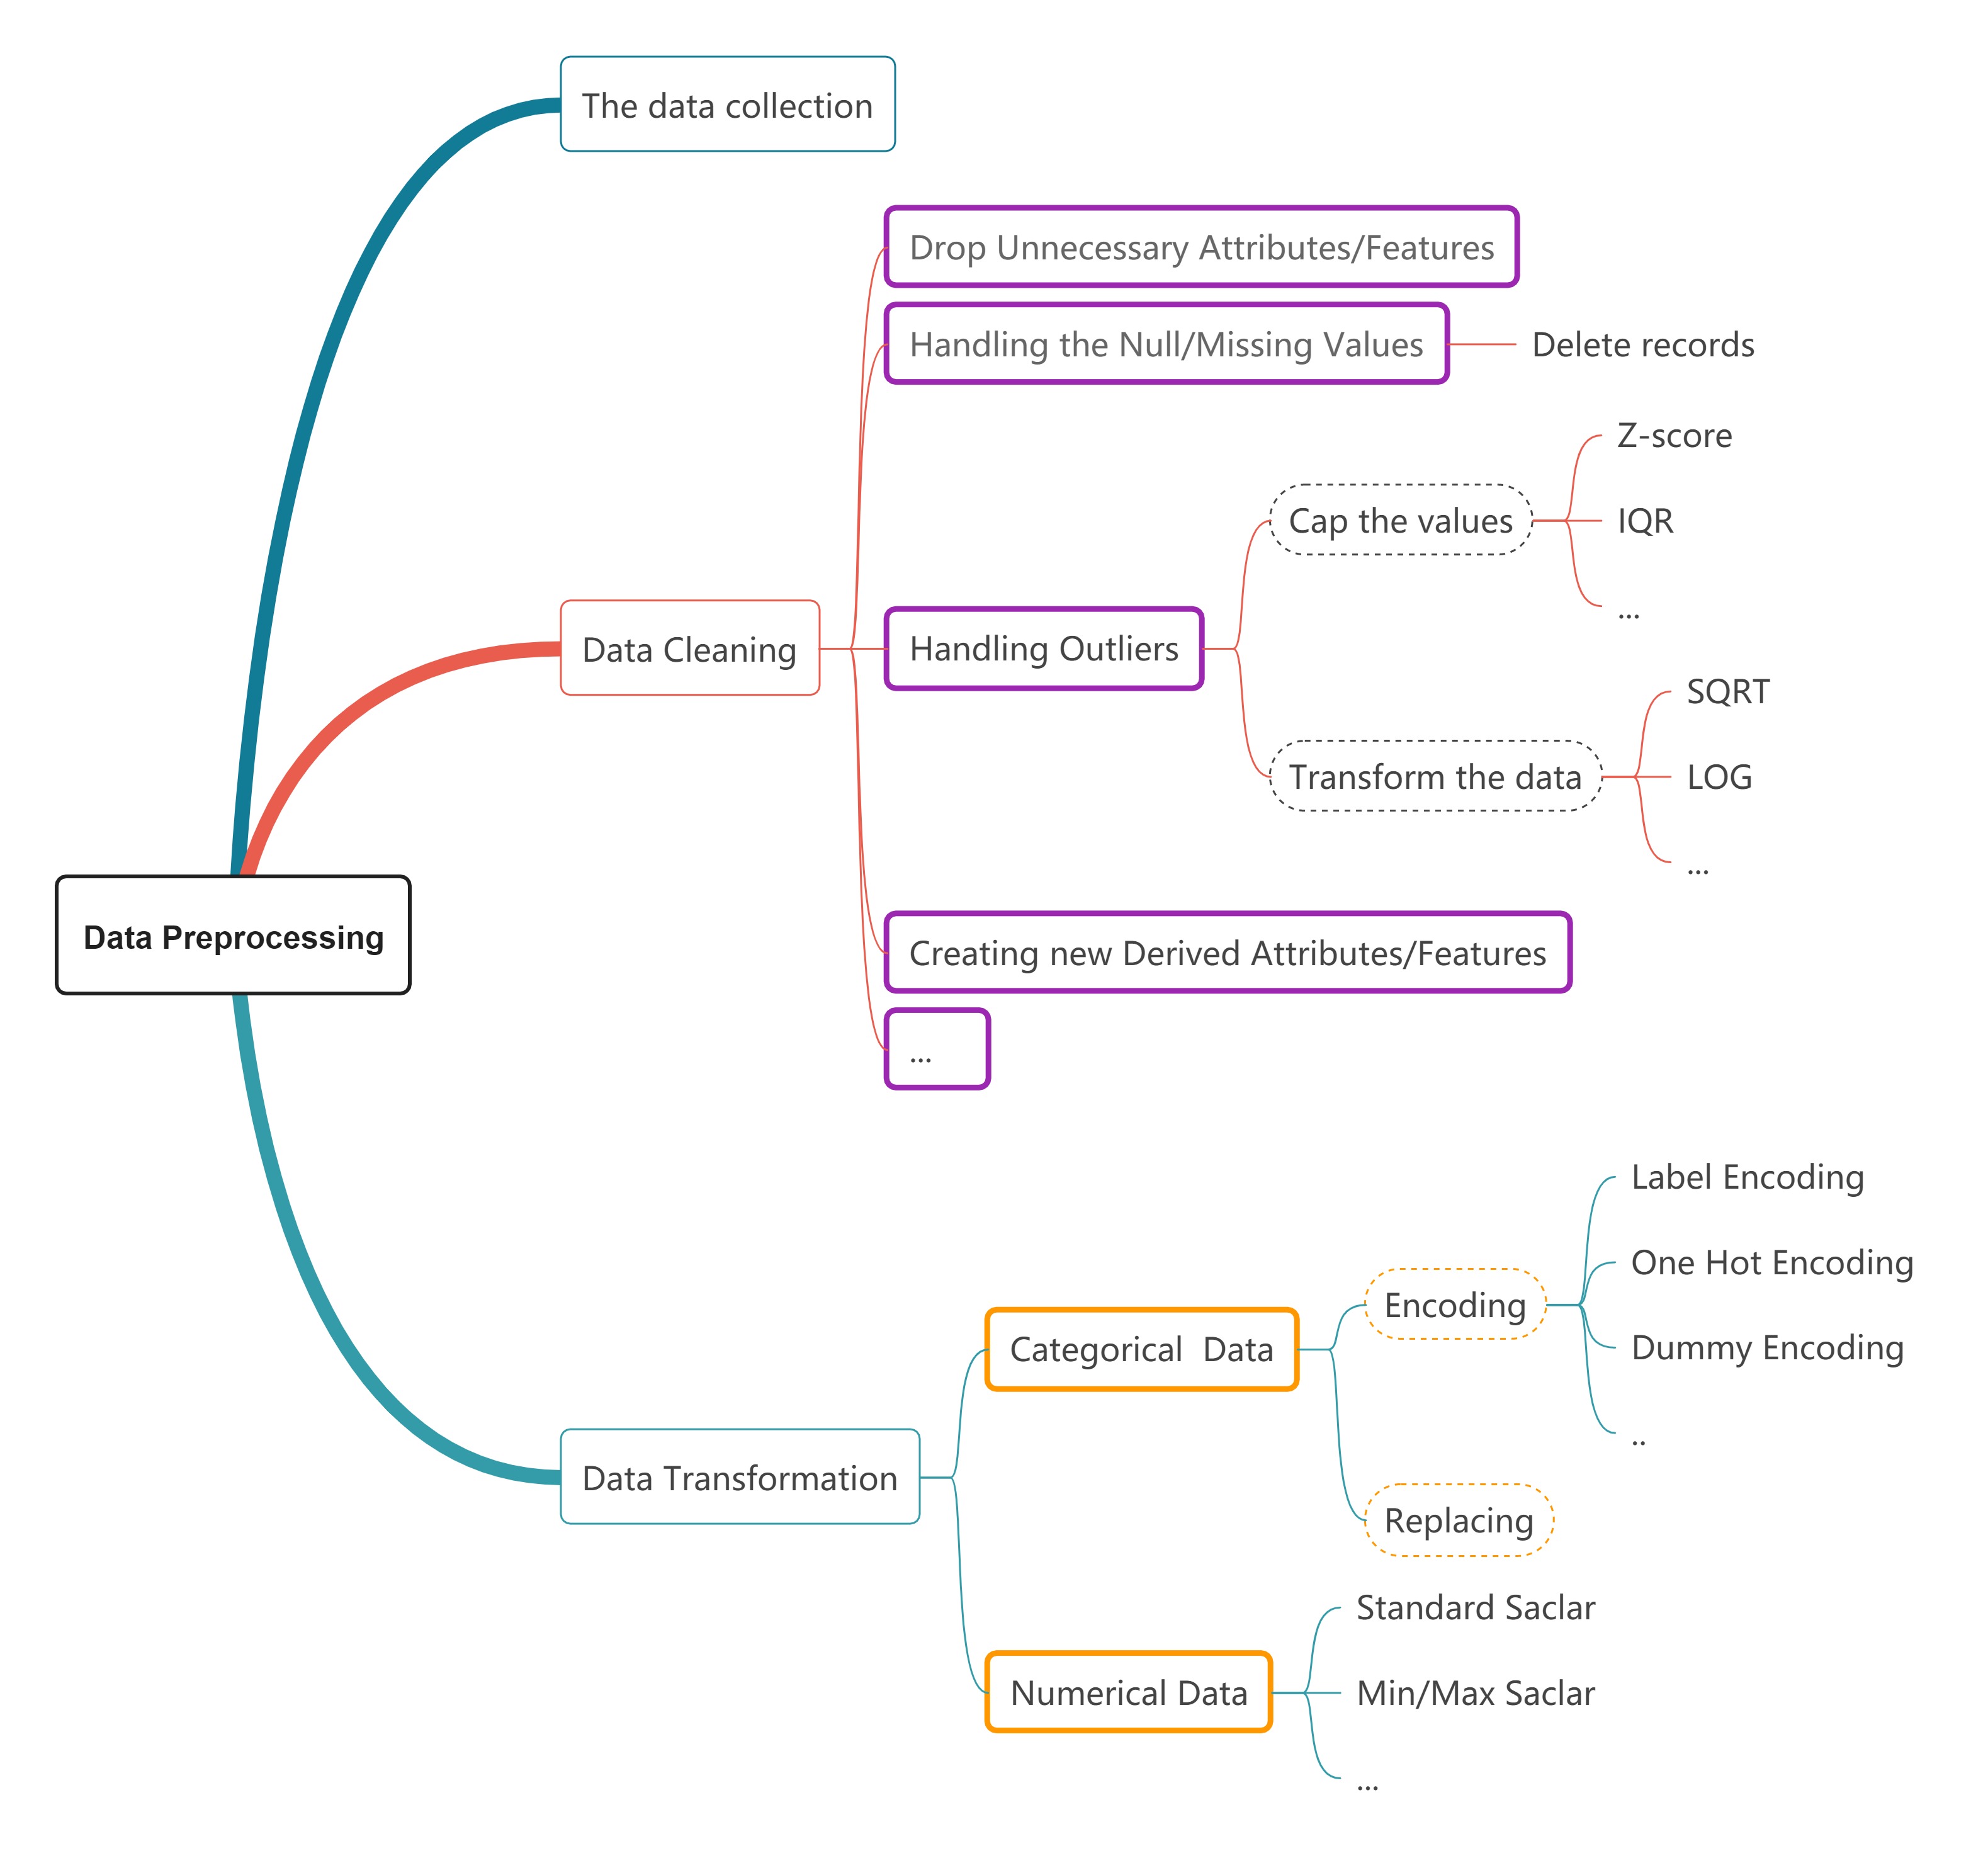 The data collection
Drop Unnecessary Attributes/Features
Handling the Null/Missing Values
Delete records
Z-score
Cap the values
IQR
...
Data Cleaning
Handling Outliers
SQRT
Transform the data
LOG
...
Data Preprocessing
Creating new Derived Attributes/Features
...
Label Encoding
One Hot Encoding
Encoding
Categorical  Data
Dummy Encoding
..
Data Transformation
Replacing
Standard Saclar
Numerical Data
Min/Max Saclar
...